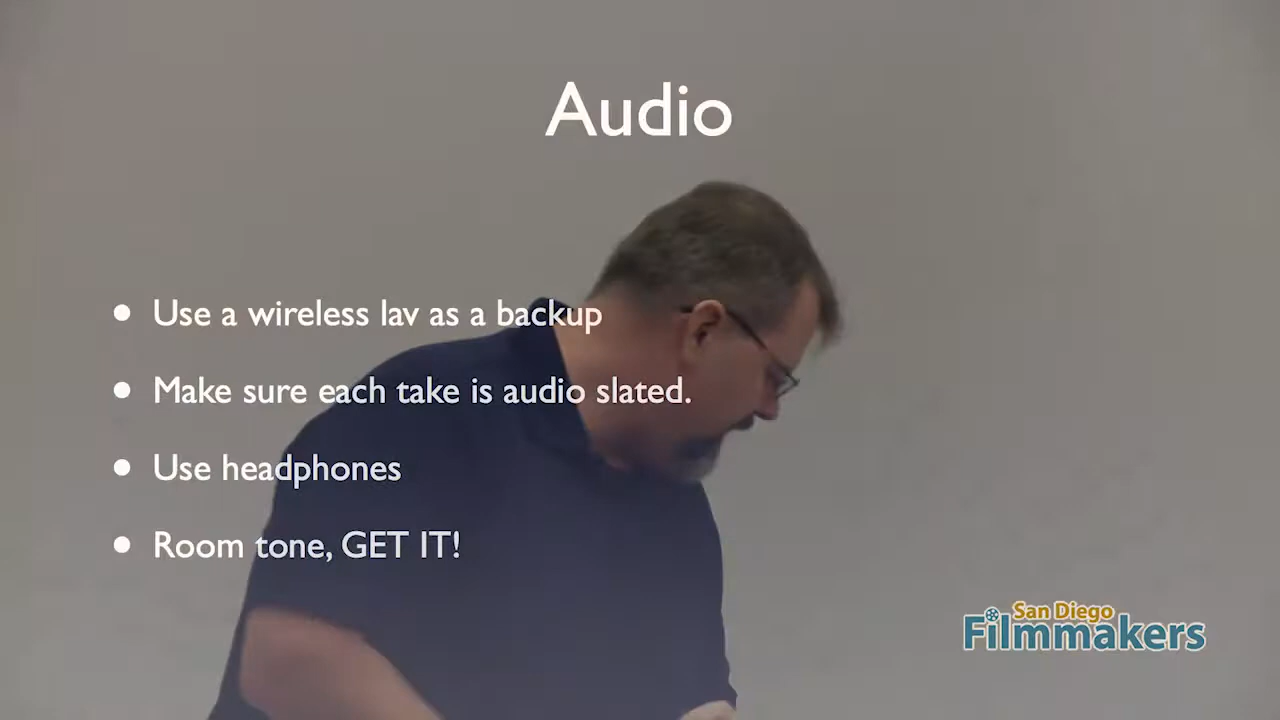 Audio
• Use a wireless lav as a backup
• Make sure each take is audio slated.
• Use headphones
• Room tone, GET IT!
San Diego
Filmmakers